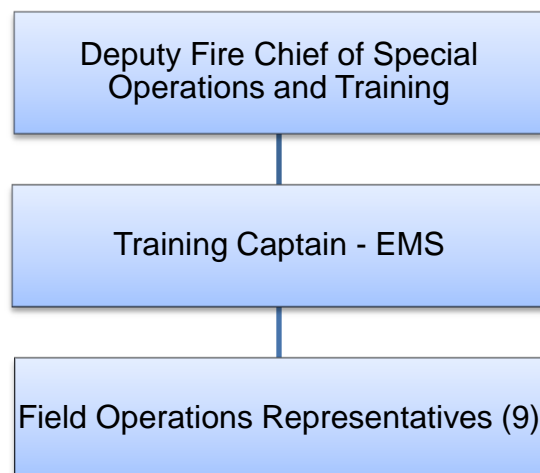 Deputy Fire Chief of Special
Operations and Training
Training Captain - EMS
Field Operations Representatives (9)